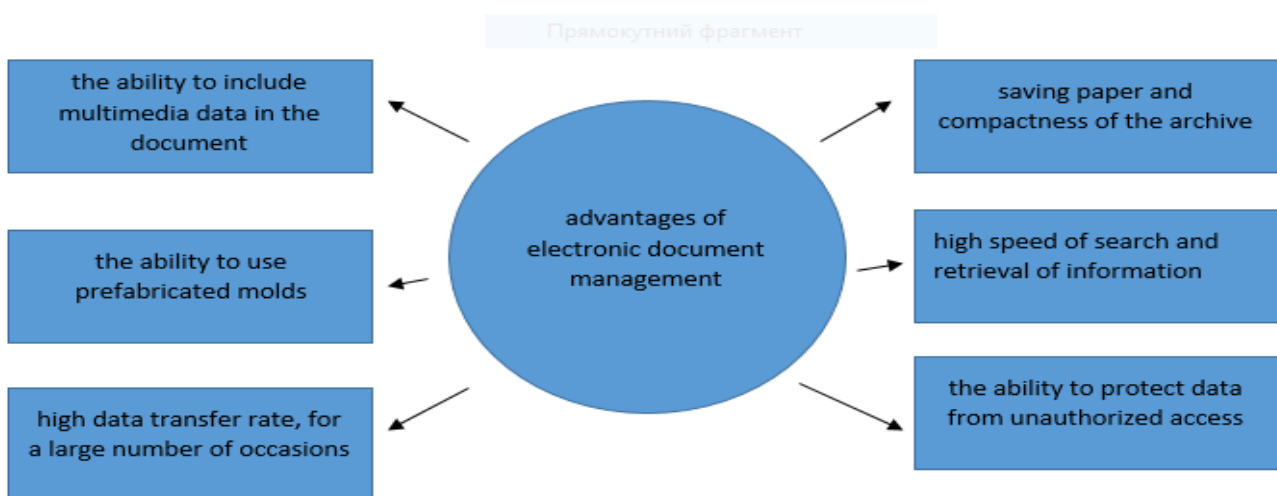 Прямокутний фрагмент
the ability to include
multimedia data in the
document
the ability to use
prefabricated molds
high data transfer rate, for
a large number of occasions
advantages of
electronic document
management
saving paper and
compactness of the archive
high speed of search and
retrieval of information
the ability to protect data
from unauthorized access